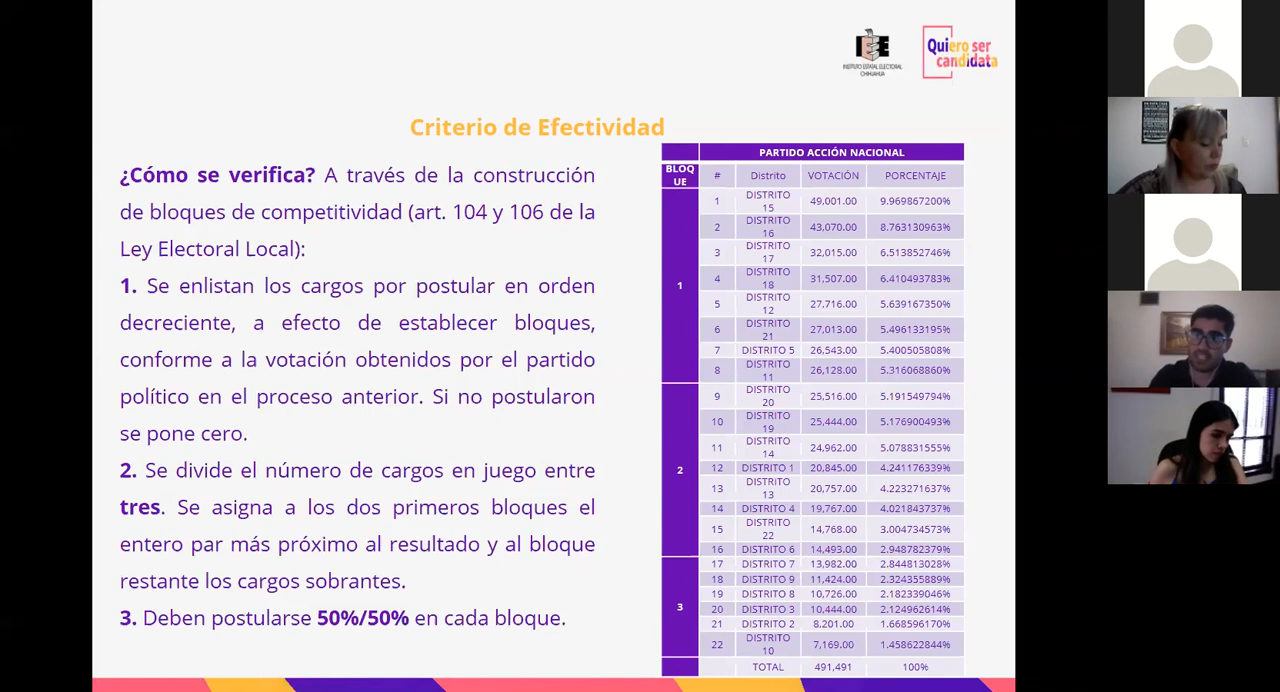 IEE
INSTITUTO ESTATAL ELECTORAL
CHIHUAHUA
Quiero ser
candidata
Criterio de Efectividad
¿Cómo se verifica? A través de la construcción
de bloques de competitividad (art. 104 y 106 de la
Ley Electoral Local):
1. Se enlistan los cargos por postular en orden
decreciente, a efecto de establecer bloques,
conforme a la votación obtenidos por el partido
político en el proceso anterior. Si no postularon
se pone cero.
2. Se divide el número de cargos en juego entre
tres. Se asigna a los dos primeros bloques el
entero par más próximo al resultado y al bloque
restante los cargos sobrantes.
3. Deben postularse 50%/50% en cada bloque.
PARTIDO ACCIÓN NACIONAL
BLOQ
UE
# Distrito VOTACIÓN PORCENTAJE
1
1 DISTRITO 15 49,001.00 9.969867200%
2 DISTRITO 16 43,070.00 8.763130963%
3 DISTRITO 17 32,015.00 6.513852746%
4 DISTRITO 18 31,507.00 6.410493783%
5 DISTRITO 12 27,716.00 5.639167350%
6 DISTRITO 21 27,013.00 5.496133195%
7 DISTRITO 5 26,543.00 5.400505808%
8 DISTRITO 11 26,128.00 5.316068860%
2
9 DISTRITO 20 25,516.00 5.191549794%
10 DISTRITO 19 25,444.00 5.176900493%
11 DISTRITO 14 24,962.00 5.078831555%
12 DISTRITO 1 20,845.00 4.241176339%
13 DISTRITO 13 20,757.00 4.223271637%
14 DISTRITO 4 19,767.00 4.021843737%
15 DISTRITO 22 14,768.00 3.004734573%
16 DISTRITO 6 14,493.00 2.948782379%
3
17 DISTRITO 7 13,982.00 2.844813028%
18 DISTRITO 9 11,424.00 2.324355889%
19 DISTRITO 8 10,726.00 2.182339046%
20 DISTRITO 3 10,444.00 2.124962614%
21 DISTRITO 2 8,201.00 1.668596170%
22 DISTRITO 10 7,169.00 1.458622844%
TOTAL 491,491 100%